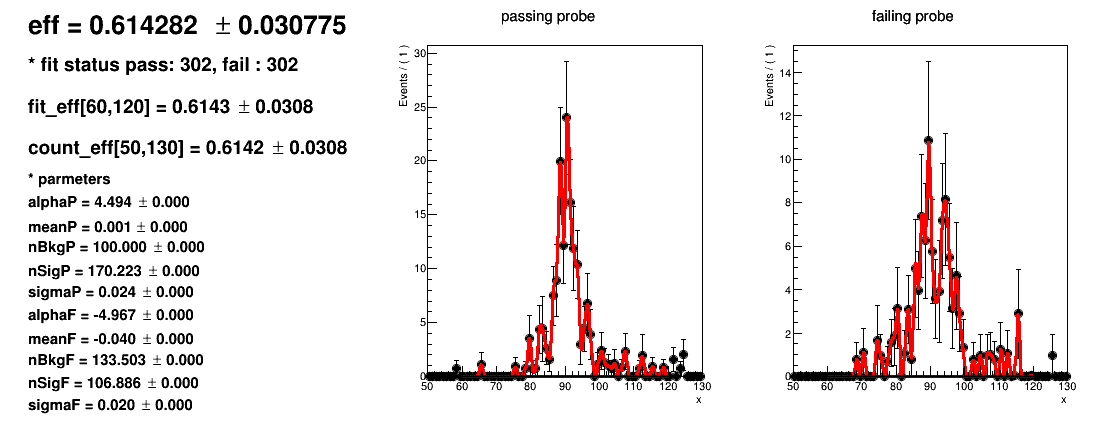 eff = 0.614282 ± 0.030775
* fit status pass: 302, fail : 302
fit_eff[60,120] = 0.6143 ± 0.0308
count_eff[50,130] = 0.6142 ± 0.0308
* parmeters
alphaP = 4.494 ± 0.000
meanP = 0.001 ± 0.000
nBkgP = 100.000 ± 0.000
nSigP = 170.223 ± 0.000
sigmaP = 0.024 ± 0.000
alphaF = -4.967 ± 0.000
meanF = -0.040 ± 0.000
nBkgF = 133.503 ± 0.000
nSigF = 106.886 ± 0.000
sigmaF = 0.020 ± 0.000
passing probe
Events / ( 1 )
30
25
20
15
10
5
0
50 60 70 80 90 100 110 120 130
x
failing probe
Events / ( 1 )
14
12
10
8
6
4
2
0
50 60 70 80 90 100 110 120 130
x